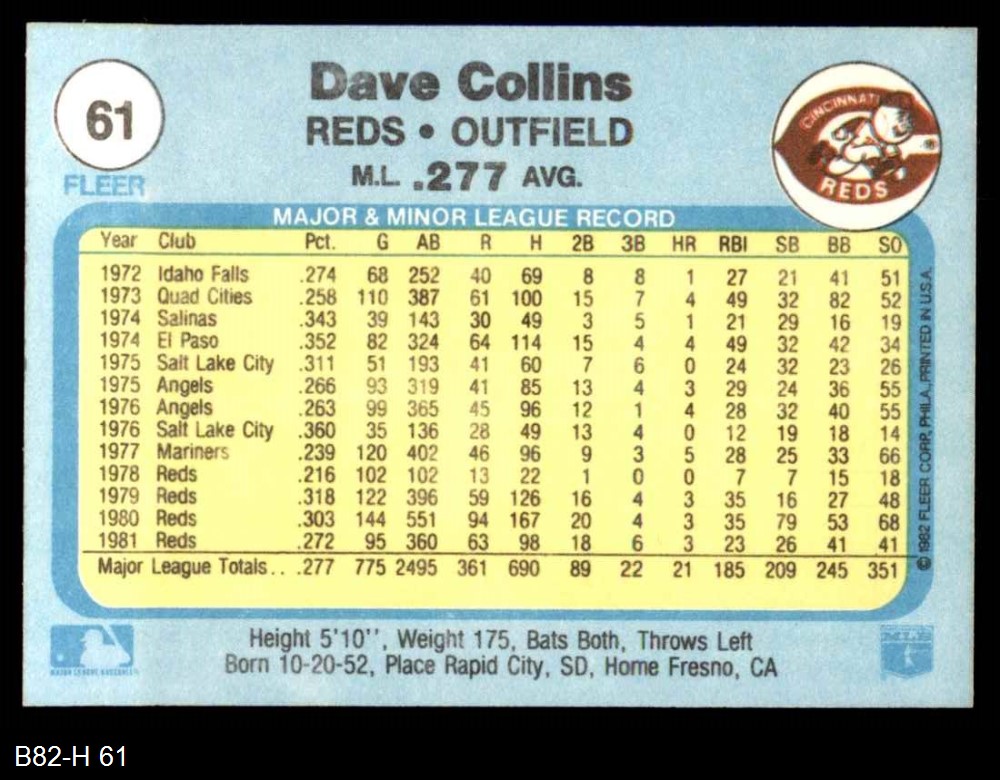 61
FLEER
Dave Collins
REDS • OUTFIELD
M.L. .277 AVG.
CINCINNATI
REDS
MAJOR & MINOR LEAGUE RECORD
Year Club Pct. G AB R H 2B 3B HR RBI SB BB SO
1972 Idaho Falls .274 68 252 40 69 8 8 1 27 21 41 51
1973 Quad Cities .258 110 387 61 100 15 7 4 49 32 82 52
1974 Salinas .343 39 143 30 49 3 5 1 21 29 16 19
1974 El Paso .352 82 324 64 114 15 4 4 49 32 42 34
1975 Salt Lake City .311 51 193 41 60 7 6 0 24 32 23 26
1975 Angels .266 93 319 41 85 13 4 3 29 24 36 55
1976 Angels .263 99 365 45 96 12 1 4 28 32 40 55
1976 Salt Lake City .360 35 136 28 49 13 4 0 12 19 18 14
1977 Mariners .239 120 402 46 96 9 3 5 28 25 33 66
1978 Reds .216 102 102 13 22 1 0 0 7 7 15 18
1979 Reds .318 122 396 59 126 16 4 3 35 16 27 48
1980 Reds .303 144 551 94 167 20 4 3 35 79 53 68
1981 Reds .272 95 360 63 98 18 6 3 23 26 41 41
Major League Totals . . .277 775 2495 361 690 89 22 21 185 209 245 351
© 1982 FLEER CORP., PHILA., PRINTED IN U.S.A.
Height 5'10'', Weight 175, Bats Both, Throws Left
Born 10-20-52, Place Rapid City, SD, Home Fresno, CA
MAJOR LEAGUE BASEBALL
MLB
B82-H 61